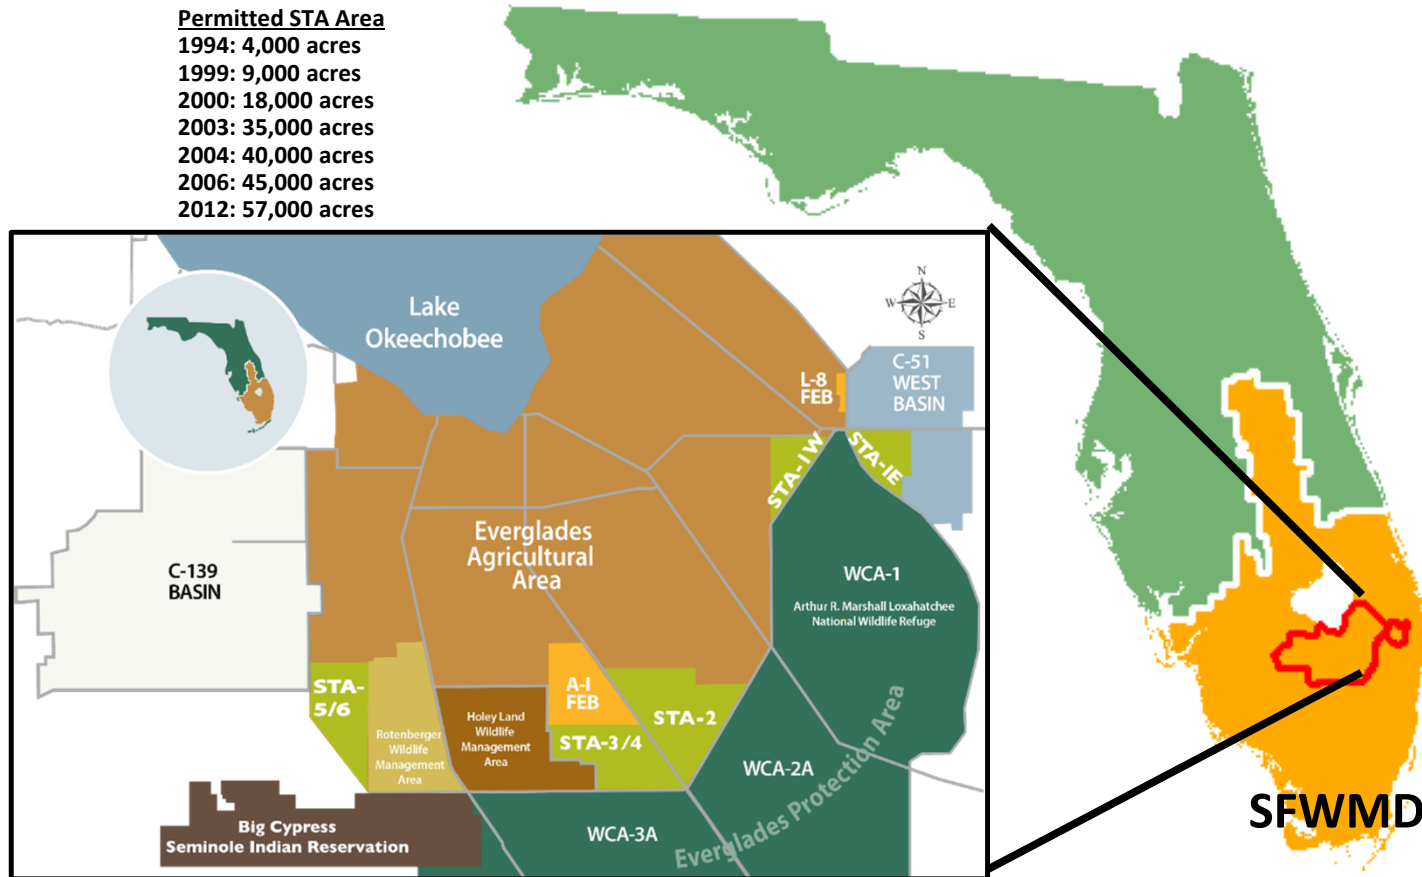 Permitted STA Area
1994: 4,000 acres
1999: 9,000 acres
2000: 18,000 acres
2003: 35,000 acres
2004: 40,000 acres
2006: 45,000 acres
2012: 57,000 acres
N
W
E
S
Lake
Okeechobee
L-8
FEB
C-51
WEST
BASIN
STA-1W
STA-1E
Everglades
Agricultural
Area
C-139
BASIN
WCA-1
Arthur R. Marshall Loxahatchee
National Wildlife Refuge
STA-
5/6
Rotenberger
Wildlife
Management
Area
Holey Land
Wildlife
Management
Area
A-1
FEB
STA-3/4
STA-2
WCA-2A
Everglades Protection Area
WCA-3A
Big Cypress
Seminole Indian Reservation
SFWMD